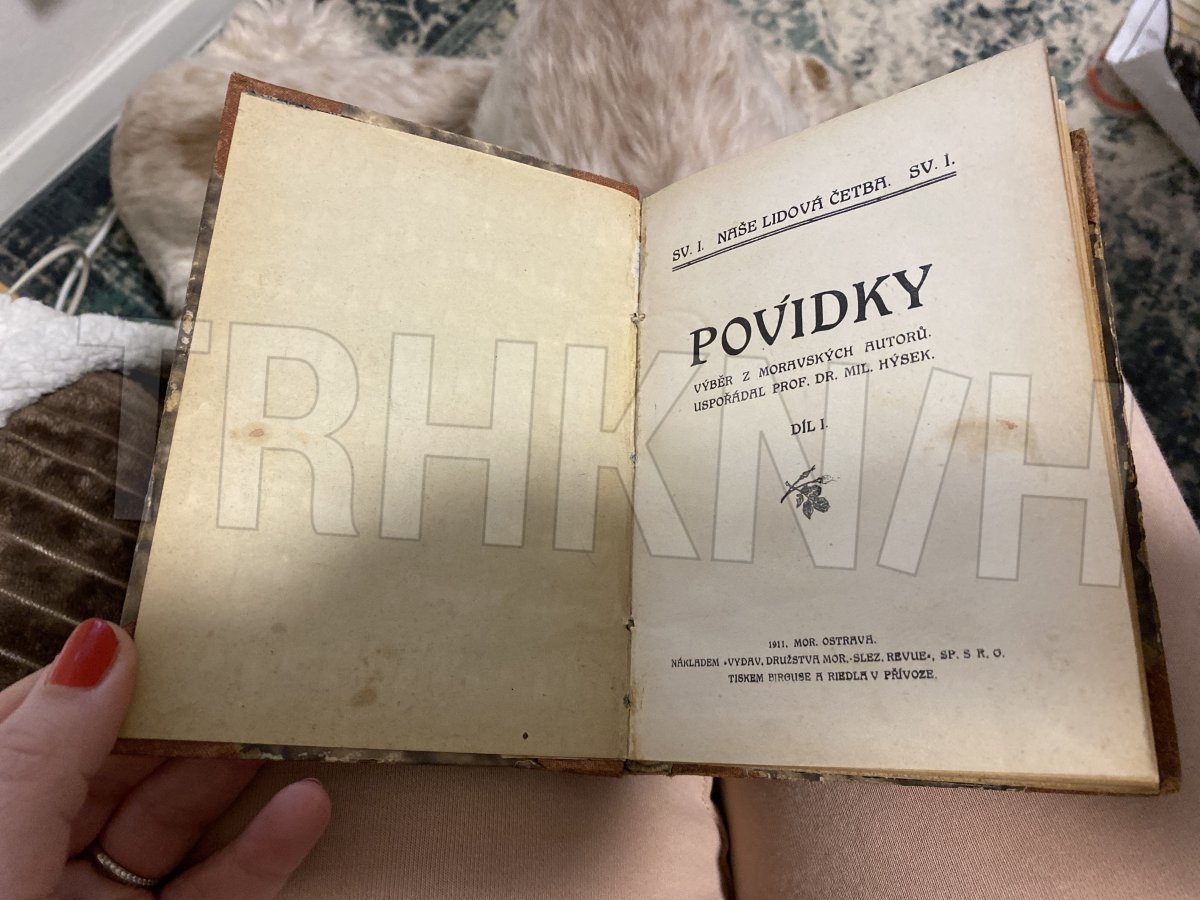 SV. I. NAŠE LIDOVÁ ČETBA. SV. I.
POVÍDKY
VÝBĚR Z MORAVSKÝCH AUTORŮ.
USPOŘÁDAL PROF. DR. MIL. HÝSEK.
DÍL I.
1911. MOR. OSTRAVA.
NÁKLADEM »VYDAV. DRUŽSTVA MOR.-SLEZ. REVUE«, SP. S R. O.
TISKEM BIRGUSE A RIEDLA V PŘÍVOZE.
TRHKN/H